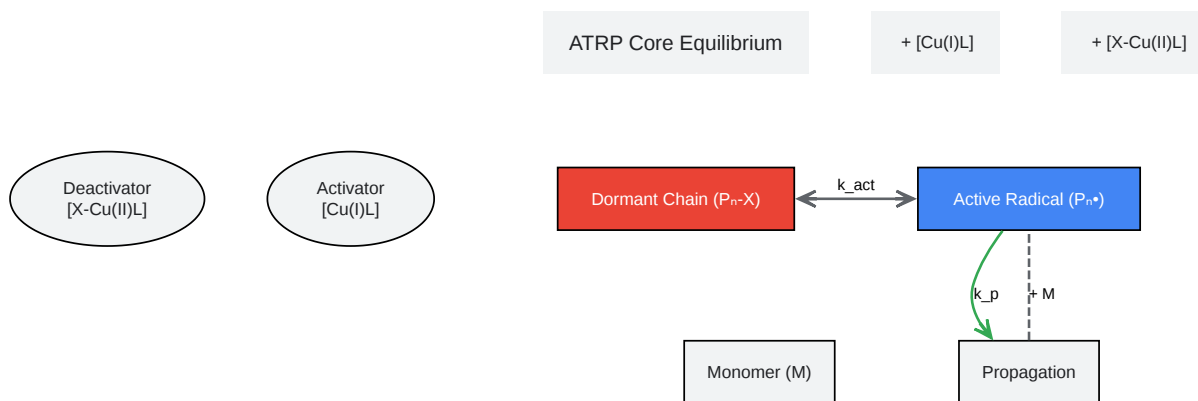 ATRP Core Equilibrium
+ [Cu(I)L]
+ [X-Cu(II)L]
Deactivator
[X-Cu(II)L]
Activator
[Cu(I)L]
Dormant Chain (Pₙ-X)
k_act
Active Radical (Pₙ•)
k_p
+ M
Monomer (M)
Propagation